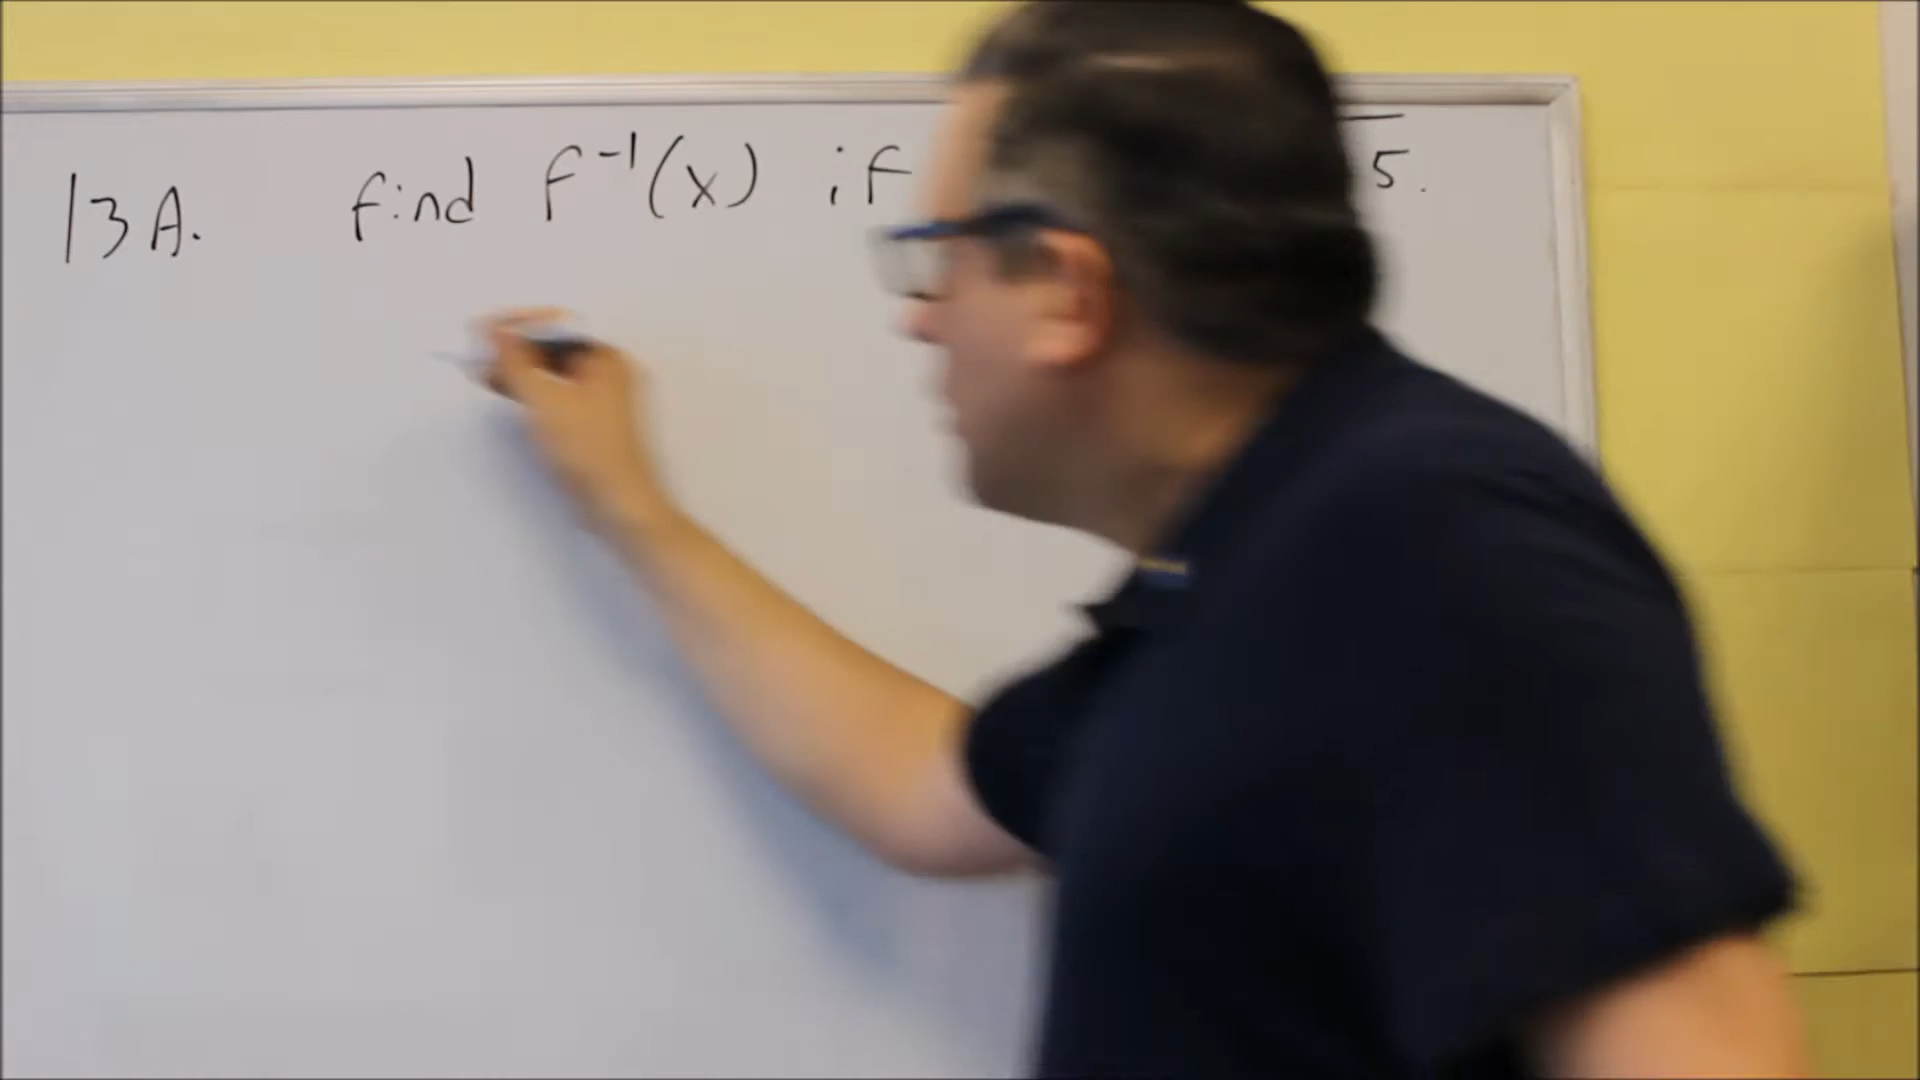 13A. find f⁻¹(x) if 5.